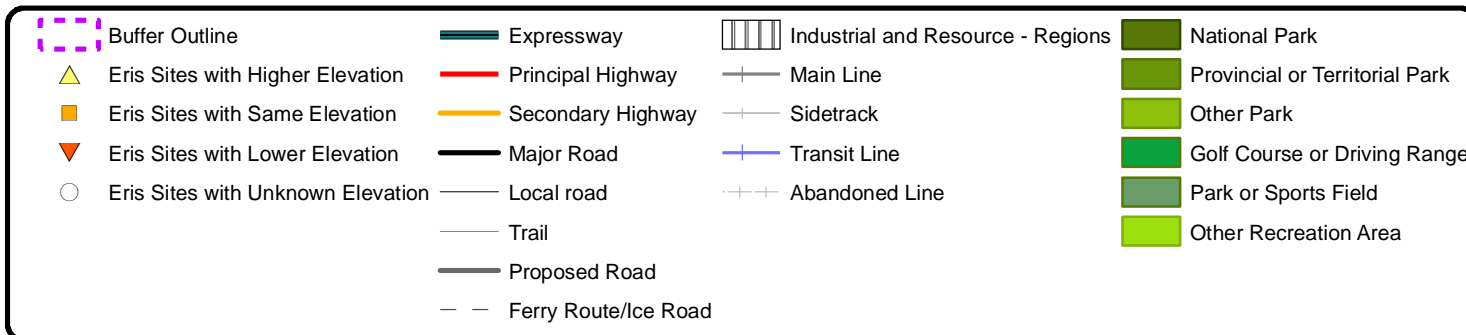 Buffer Outline
Eris Sites with Higher Elevation
Eris Sites with Same Elevation
Eris Sites with Lower Elevation
Eris Sites with Unknown Elevation
Expressway
Principal Highway
Secondary Highway
Major Road
Local road
Trail
Proposed Road
Ferry Route/Ice Road
Industrial and Resource - Regions
Main Line
Sidetrack
Transit Line
Abandoned Line
National Park
Provincial or Territorial Park
Other Park
Golf Course or Driving Range
Park or Sports Field
Other Recreation Area